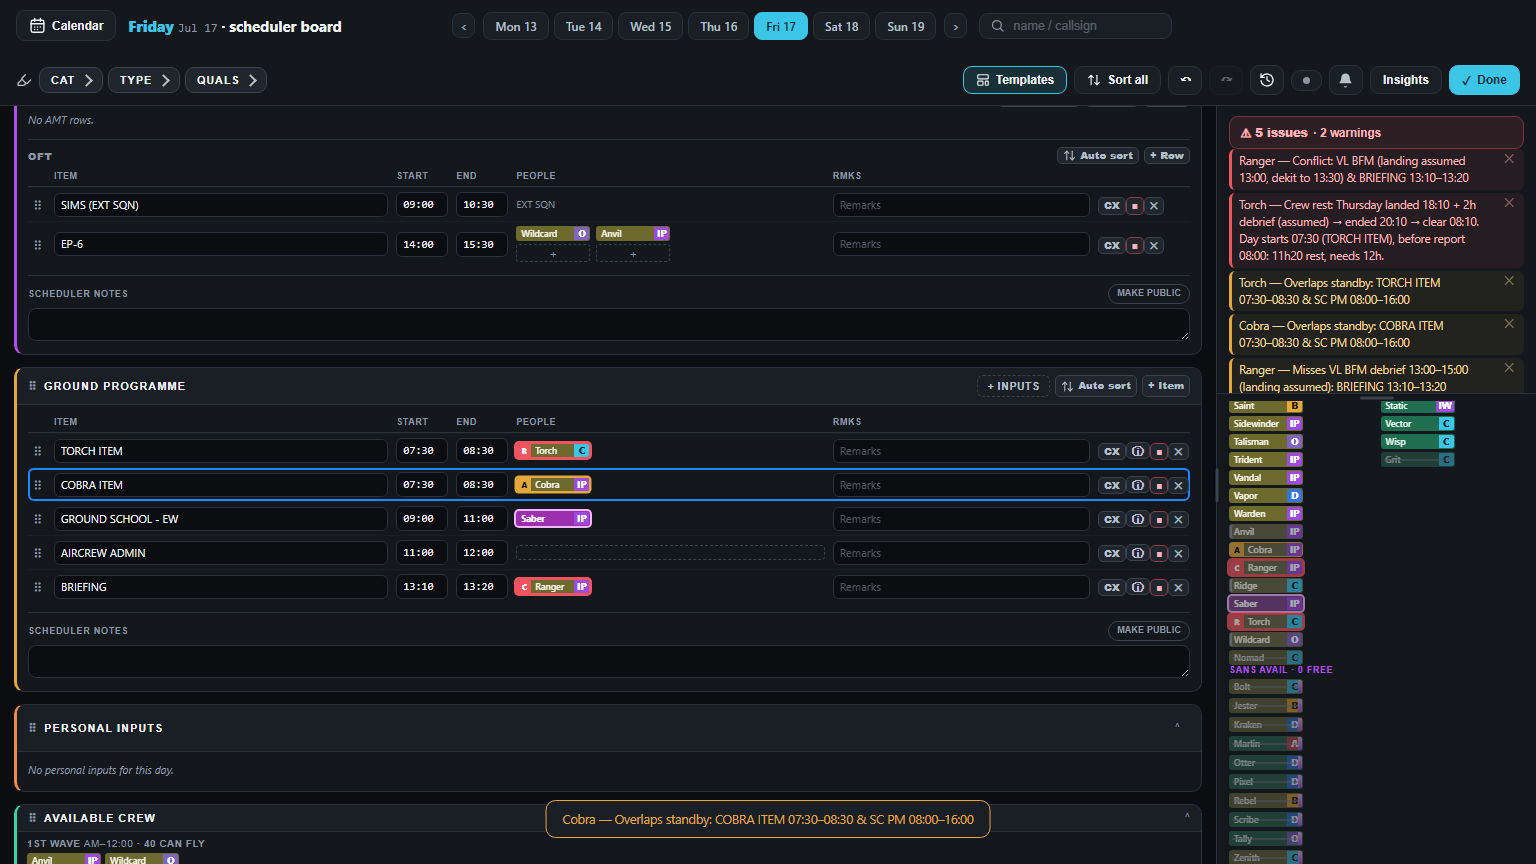 Calendar
Friday Jul 17 · scheduler board
‹ Mon 13 Tue 14 Wed 15 Thu 16 Fri 17 Sat 18 Sun 19 ›
name / callsign
CAT TYPE QUALS
Templates Sort all Insights ✓ Done
No AMT rows.
OFT
Auto sort + Row
ITEM START END PEOPLE RMKS
SIMS (EXT SQN) 09:00 10:30 EXT SQN Remarks CX
EP-6 14:00 15:30 Wildcard O Anvil IP Remarks CX
+ +
SCHEDULER NOTES MAKE PUBLIC
GROUND PROGRAMME + INPUTS Auto sort + Item
ITEM START END PEOPLE RMKS
TORCH ITEM 07:30 08:30 R Torch C Remarks CX
COBRA ITEM 07:30 08:30 A Cobra IP Remarks CX
GROUND SCHOOL - EW 09:00 11:00 Saber IP Remarks CX
AIRCREW ADMIN 11:00 12:00 Remarks CX
BRIEFING 13:10 13:20 C Ranger IP Remarks CX
SCHEDULER NOTES MAKE PUBLIC
PERSONAL INPUTS
No personal inputs for this day.
AVAILABLE CREW
1ST WAVE AM–12:00 · 40 CAN FLY
Anvil IP Wildcard O
Cobra — Overlaps standby: COBRA ITEM 07:30–08:30 & SC PM 08:00–16:00
⚠ 5 issues · 2 warnings
Ranger — Conflict: VL BFM (landing assumed
13:00, dekit to 13:30) & BRIEFING 13:10–13:20
Torch — Crew rest: Thursday landed 18:10 + 2h
debrief (assumed) → ended 20:10 → clear 08:10.
Day starts 07:30 (TORCH ITEM), before report
08:00: 11h20 rest, needs 12h.
Torch — Overlaps standby: TORCH ITEM
07:30–08:30 & SC PM 08:00–16:00
Cobra — Overlaps standby: COBRA ITEM
07:30–08:30 & SC PM 08:00–16:00
Ranger — Misses VL BFM debrief 13:00–15:00
(landing assumed): BRIEFING 13:10–13:20
Saint B
Sidewinder IP
Talisman O
Trident IP
Vandal IP
Vapor D
Warden IP
Anvil IP
A Cobra IP
C Ranger IP
Ridge C
Saber IP
R Torch C
Wildcard O
Nomad C
Static IW
Vector C
Wisp C
Grit C
SANS AVAIL · 0 FREE
Bolt C
Jester B
Kraken D
Marlin A
Otter D
Pixel D
Rebel B
Scribe D
Tally O
Zenith C